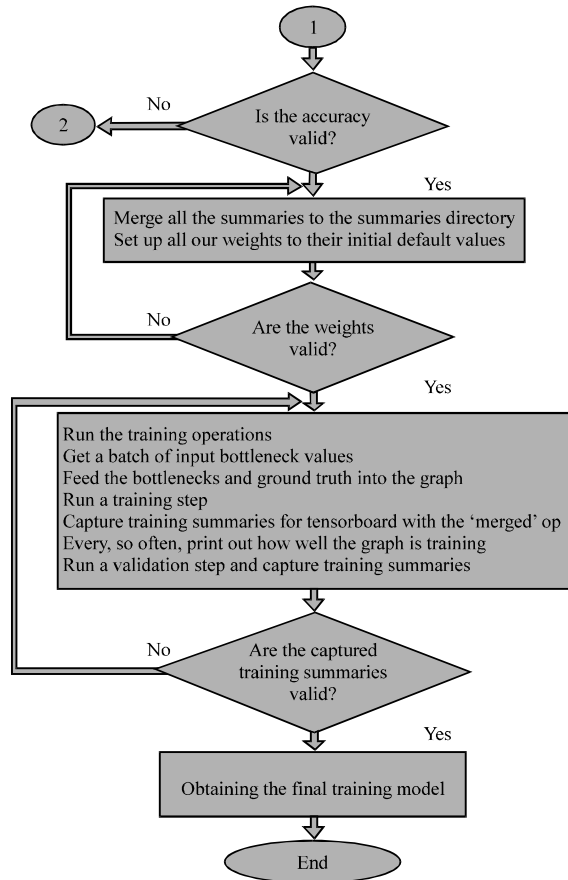 1
No
2
Is the accuracy
valid?
Yes
Merge all the summaries to the summaries directory
Set up all our weights to their initial default values
No
Are the weights
valid?
Yes
Run the training operations
Get a batch of input bottleneck values
Feed the bottlenecks and ground truth into the graph
Run a training step
Capture training summaries for tensorboard with the ‘merged’ op
Every, so often, print out how well the graph is training
Run a validation step and capture training summaries
No
Are the captured
training summaries
valid?
Yes
Obtaining the final training model
End